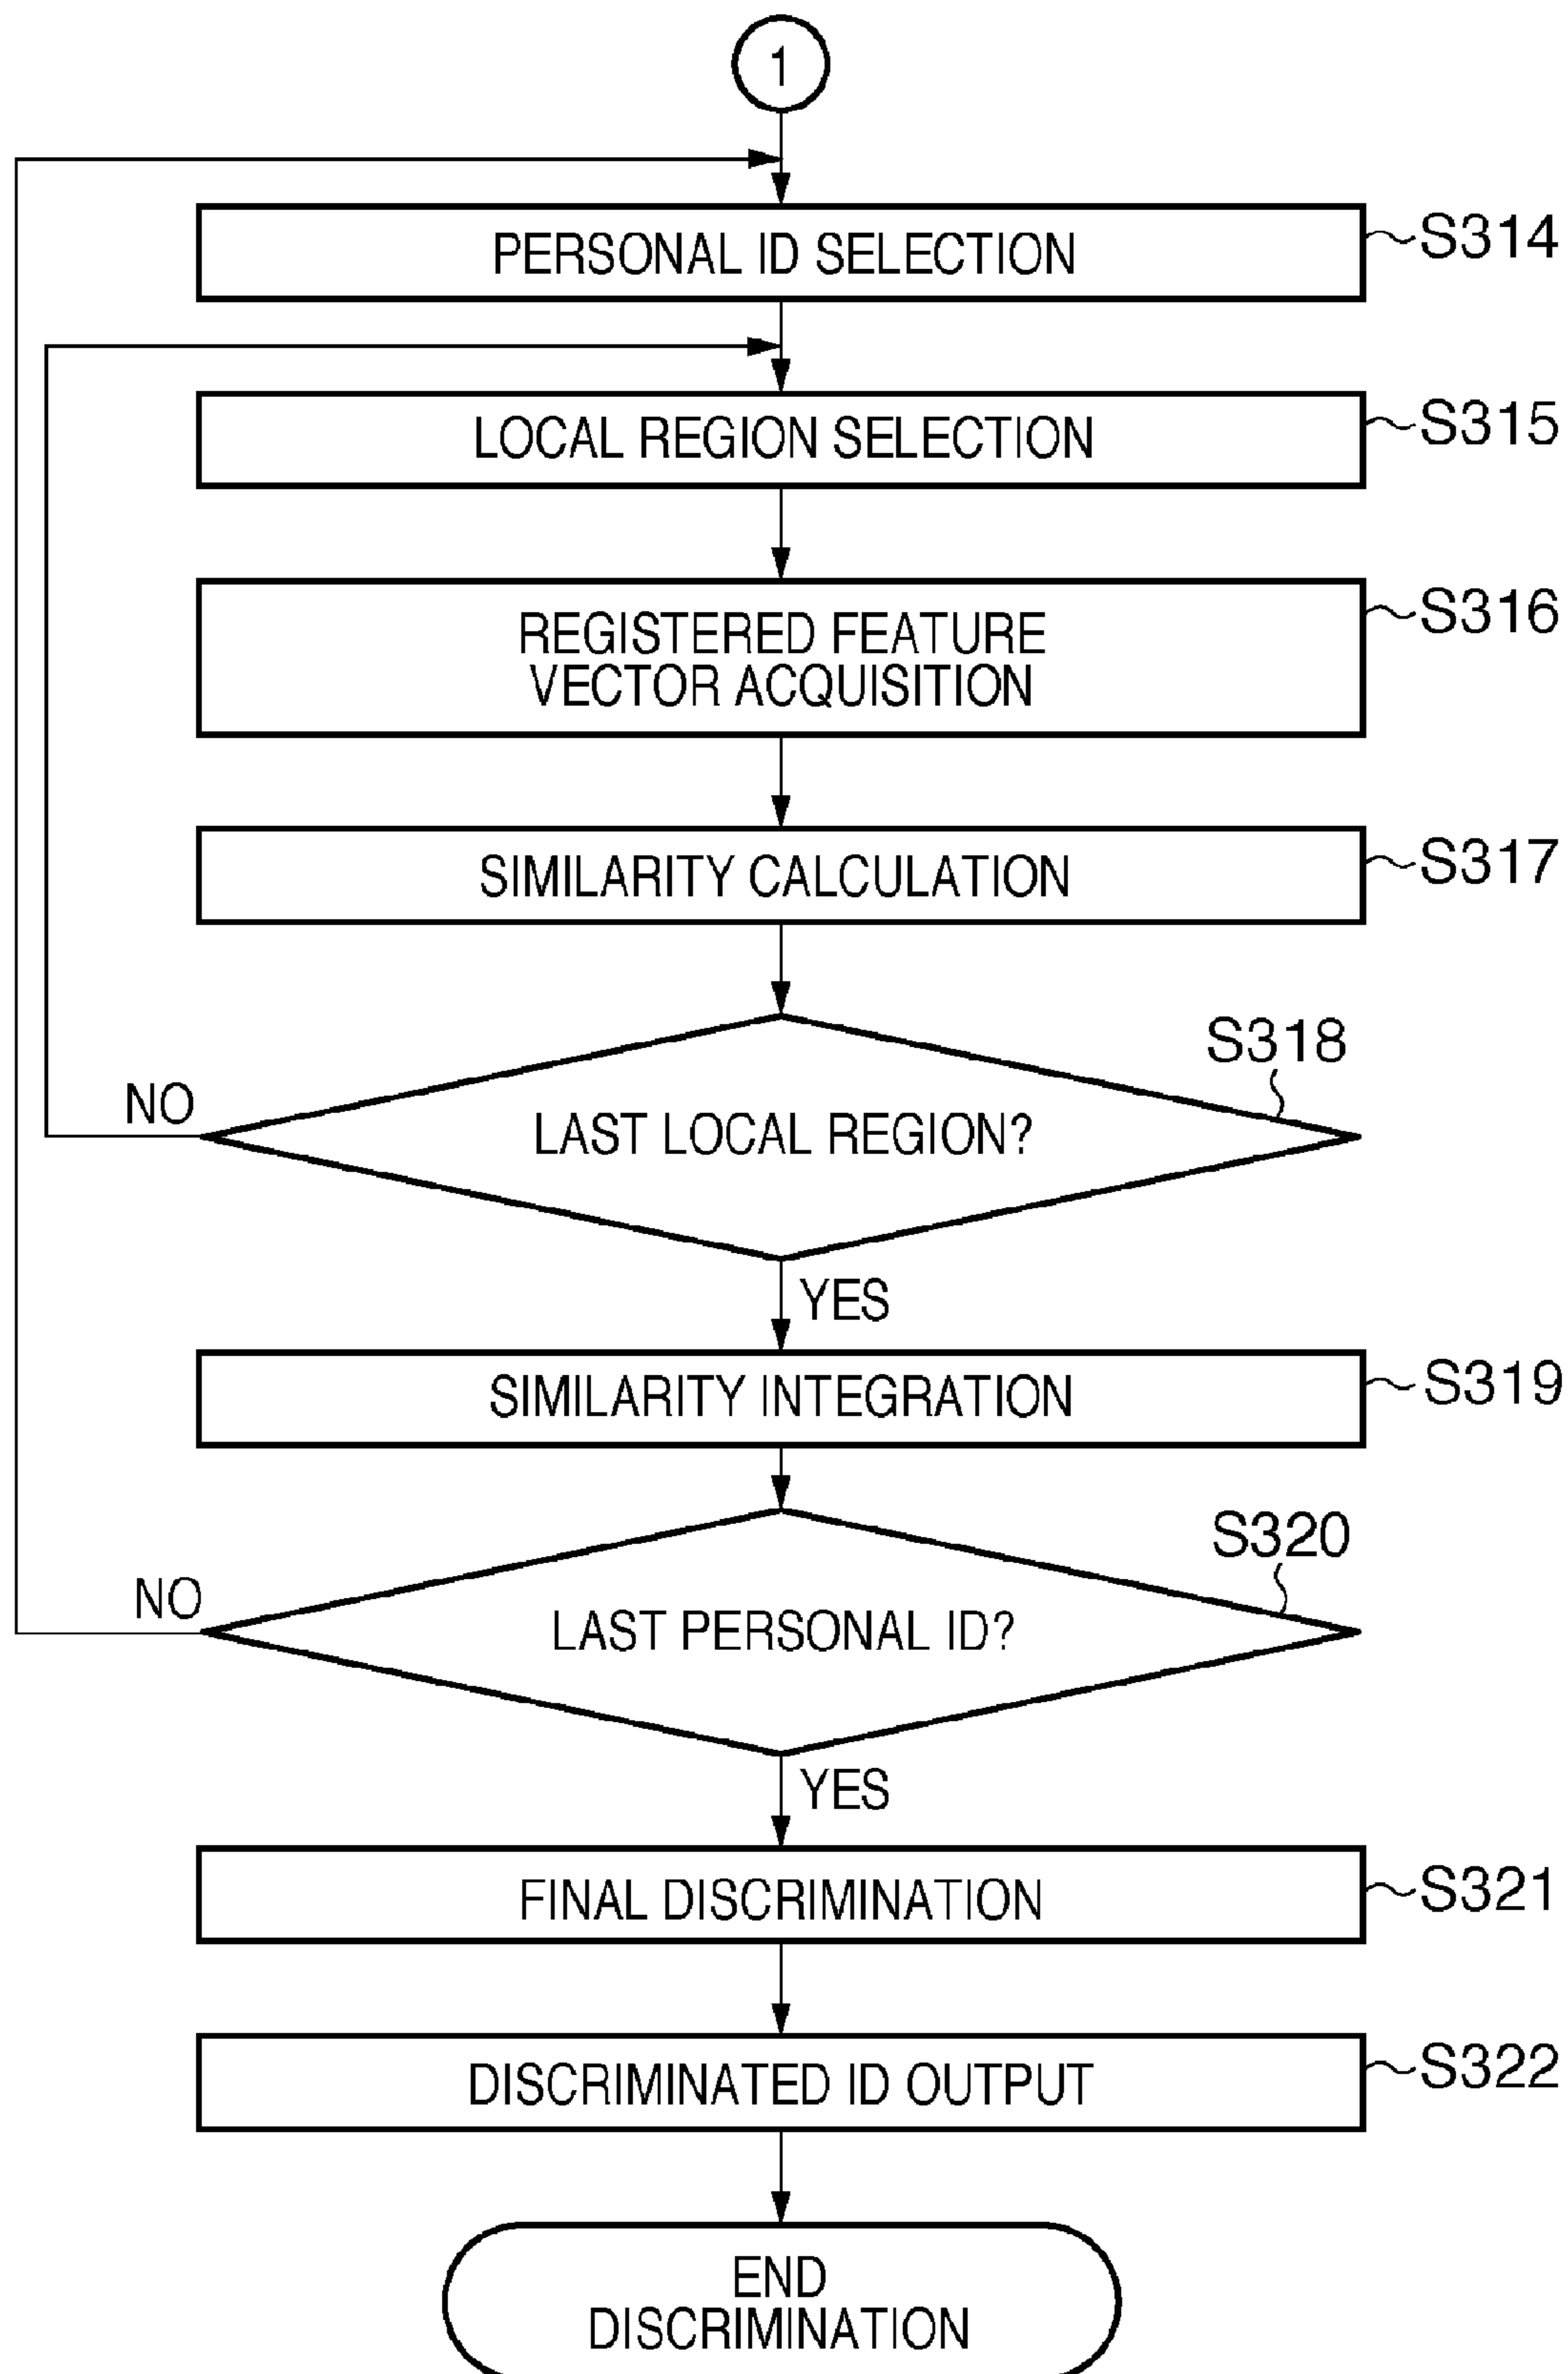 1
PERSONAL ID SELECTION
S314
LOCAL REGION SELECTION
S315
REGISTERED FEATURE
VECTOR ACQUISITION
S316
SIMILARITY CALCULATION
S317
S318
NO
LAST LOCAL REGION?
YES
SIMILARITY INTEGRATION
S319
S320
NO
LAST PERSONAL ID?
YES
FINAL DISCRIMINATION
S321
DISCRIMINATED ID OUTPUT
S322
END
DISCRIMINATION